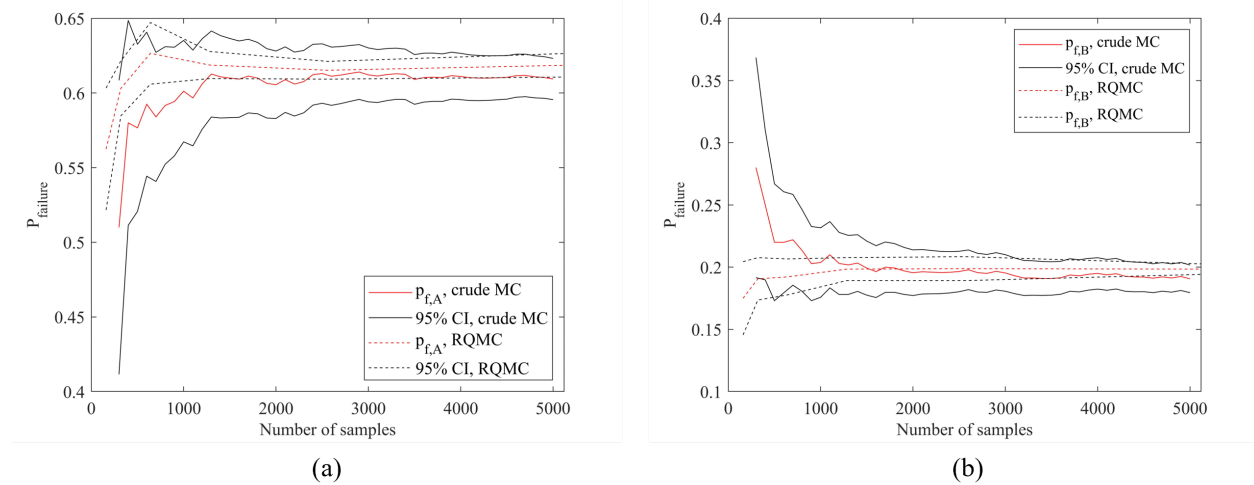 0.65
0.6
0.55
0.5
0.45
0.4
P_failure
0
1000
2000
3000
4000
5000
Number of samples
p_f,A, crude MC
95% CI, crude MC
p_f,A, RQMC
95% CI, RQMC
(a)
0.4
0.35
0.3
0.25
0.2
0.15
0.1
P_failure
0
1000
2000
3000
4000
5000
Number of samples
p_f,B, crude MC
95% CI, crude MC
p_f,B, RQMC
p_f,B, RQMC
(b)